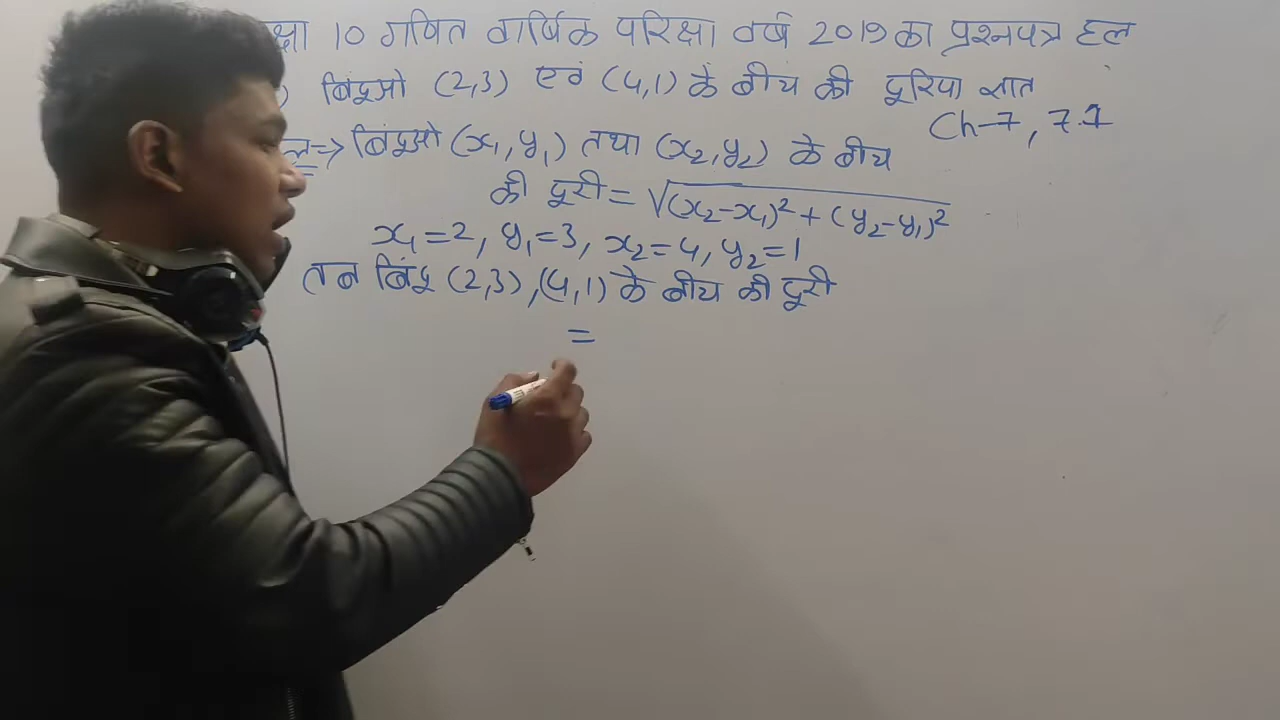 10 गणित वार्षिक परिक्षा वर्ष 2019 का प्रश्नपत्र हल
) बिंदूओ (2,3) एवं (4,1) के बीच की दूरिया ज्ञात
Ch-7, 7.1
=> बिंदूओ (x₁, y₁) तथा (x₂, y₂) के बीच
की दूरी = √(x₂-x₁)² + (y₂-y₁)²
x₁ = 2, y₁ = 3, x₂ = 4, y₂ = 1
तब बिंदू (2,3), (4,1) के बीच की दूरी
=